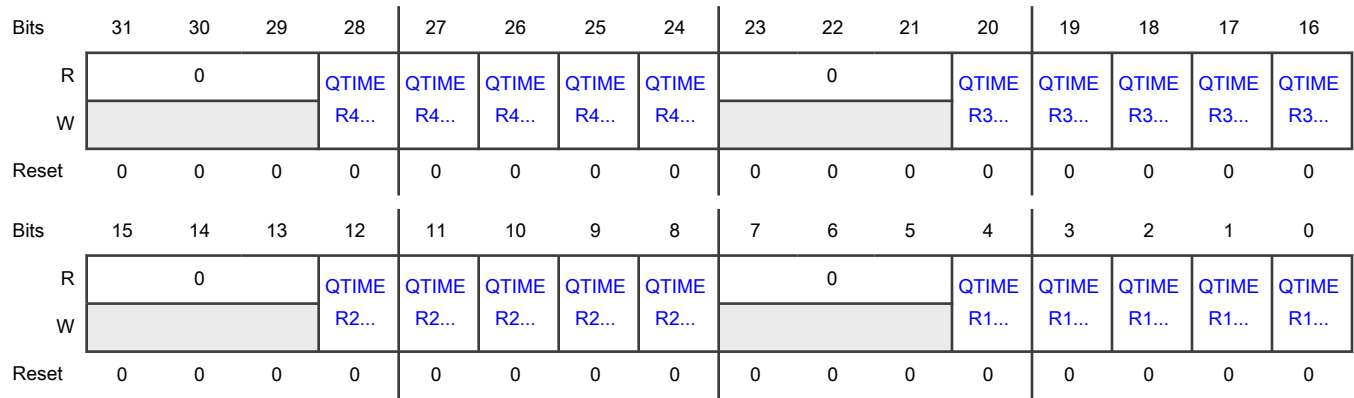 Bits 31 30 29 28 27 26 25 24 23 22 21 20 19 18 17 16
R 0 QTIME QTIME QTIME QTIME QTIME 0 QTIME QTIME QTIME QTIME QTIME
W R4... R4... R4... R4... R4... R3... R3... R3... R3... R3...
Reset 0 0 0 0 0 0 0 0 0 0 0 0 0 0 0 0
Bits 15 14 13 12 11 10 9 8 7 6 5 4 3 2 1 0
R 0 QTIME QTIME QTIME QTIME QTIME 0 QTIME QTIME QTIME QTIME QTIME
W R2... R2... R2... R2... R2... R1... R1... R1... R1... R1...
Reset 0 0 0 0 0 0 0 0 0 0 0 0 0 0 0 0